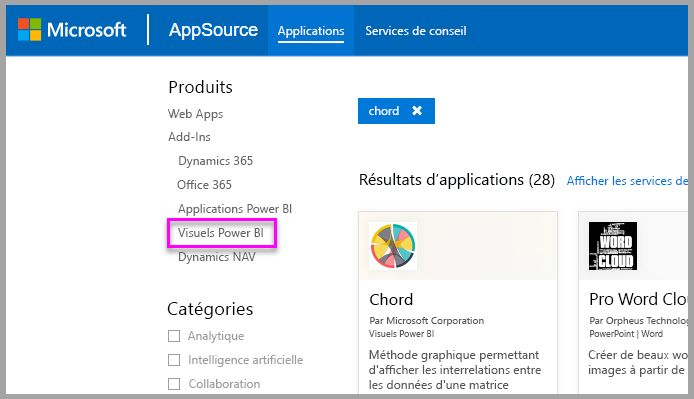 Microsoft AppSource Applications Services de conseil
Produits
Web Apps
Add-Ins
Dynamics 365
Office 365
Applications Power BI
Visuels Power BI
Dynamics NAV
Catégories
Analytique
Intelligence artificielle
Collaboration
chord
Résultats d'applications (28) Afficher les services de
Chord
Par Microsoft Corporation
Visuels Power BI
Méthode graphique permettant
d'afficher les interrelations entre
les données d'une matrice
WORD
CLOUD
Pro Word Clou
Par Orpheus Technolog
PowerPoint | Word
Créer de beaux wo
images à partir de